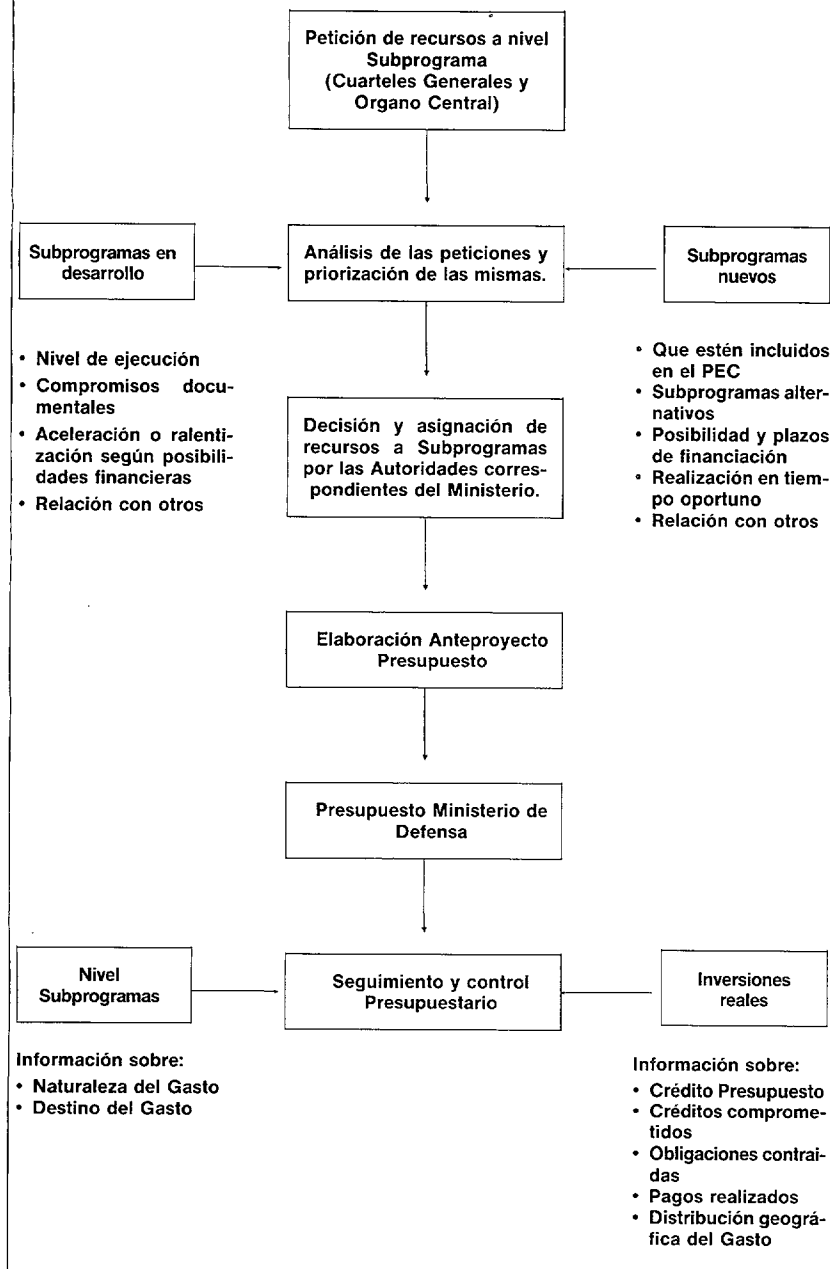 Petición de recursos a nivel
Subprograma
(Cuarteles Generales y
Organo Central)
Subprogramas en
desarrollo
Análisis de las peticiones y
priorización de las mismas.
Subprogramas
nuevos
• Nivel de ejecución
• Compromisos docu-
mentales
• Aceleración o ralenti-
zación según posibili-
dades financieras
• Relación con otros
Decisión y asignación de
recursos a Subprogramas
por las Autoridades corres-
pondientes del Ministerio.
• Que estén incluidos
en el PEC
• Subprogramas alter-
nativos
• Posibilidad y plazos
de financiación
• Realización en tiem-
po oportuno
• Relación con otros
Elaboración Anteproyecto
Presupuesto
Presupuesto Ministerio de
Defensa
Nivel
Subprogramas
Seguimiento y control
Presupuestario
Inversiones
reales
Información sobre:
• Naturaleza del Gasto
• Destino del Gasto
Información sobre:
• Crédito Presupuesto
• Créditos comprome-
tidos
• Obligaciones contrai-
das
• Pagos realizados
• Distribución geográ-
fica del Gasto